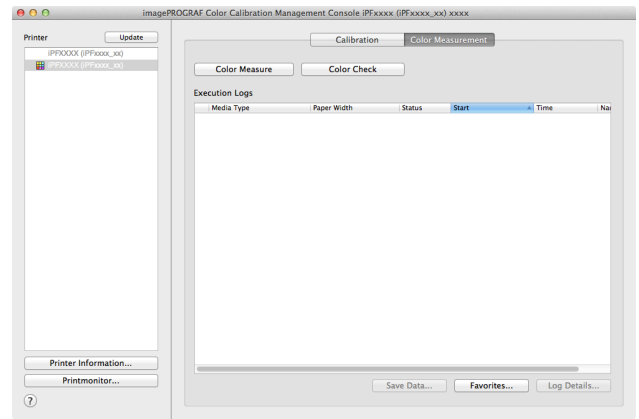 imagePROGRAF Color Calibration Management Console iPFxxxx (iPFxxxx_xx) xxxx
Printer
Update
iPFXXXX (iPFxxxx_xx)
iPFXXXX (iPFxxxx_xx)
Printer Information...
Printmonitor...
?
Calibration
Color Measurement
Color Measure
Color Check
Execution Logs
Media Type
Paper Width
Status
Start
Time
Nai
Save Data...
Favorites...
Log Details...